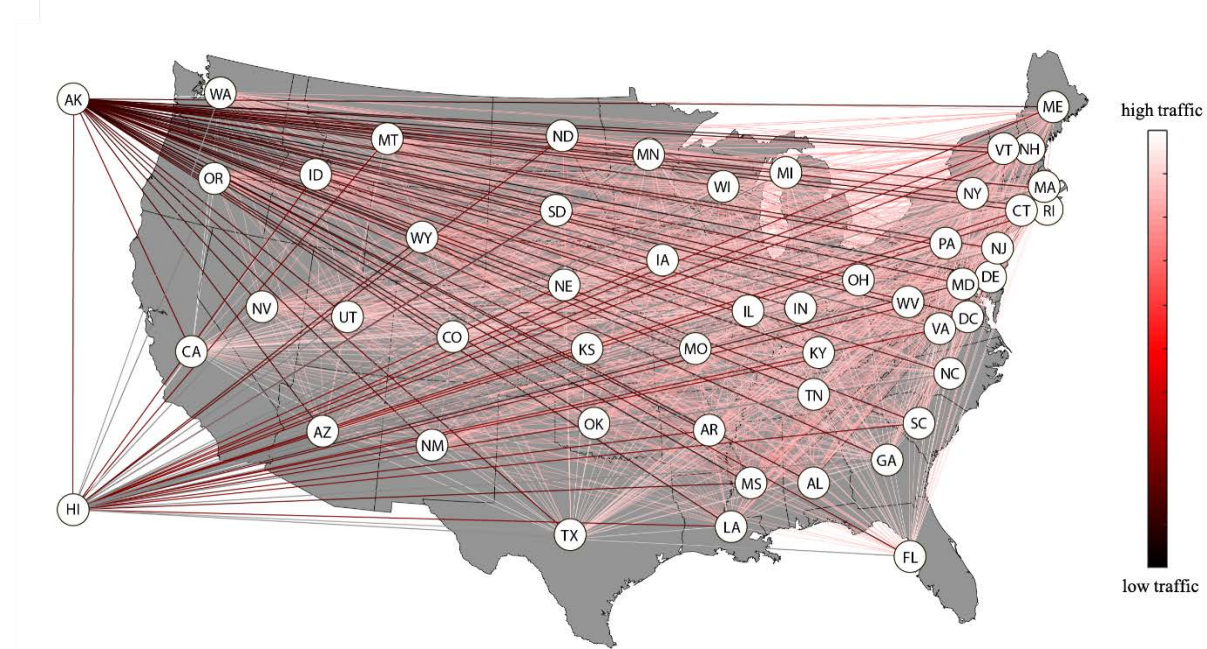 high traffic
AK
WA
ME
MT
ND
MN
VT
NH
MI
OR
ID
WI
NY
MA
SD
CT
RI
WY
PA
NJ
IA
OH
MD
DE
NE
NV
UT
IL
IN
WV
DC
VA
CO
CA
KS
MO
KY
NC
TN
AZ
NM
OK
AR
SC
GA
MS
AL
HI
TX
LA
FL
low traffic